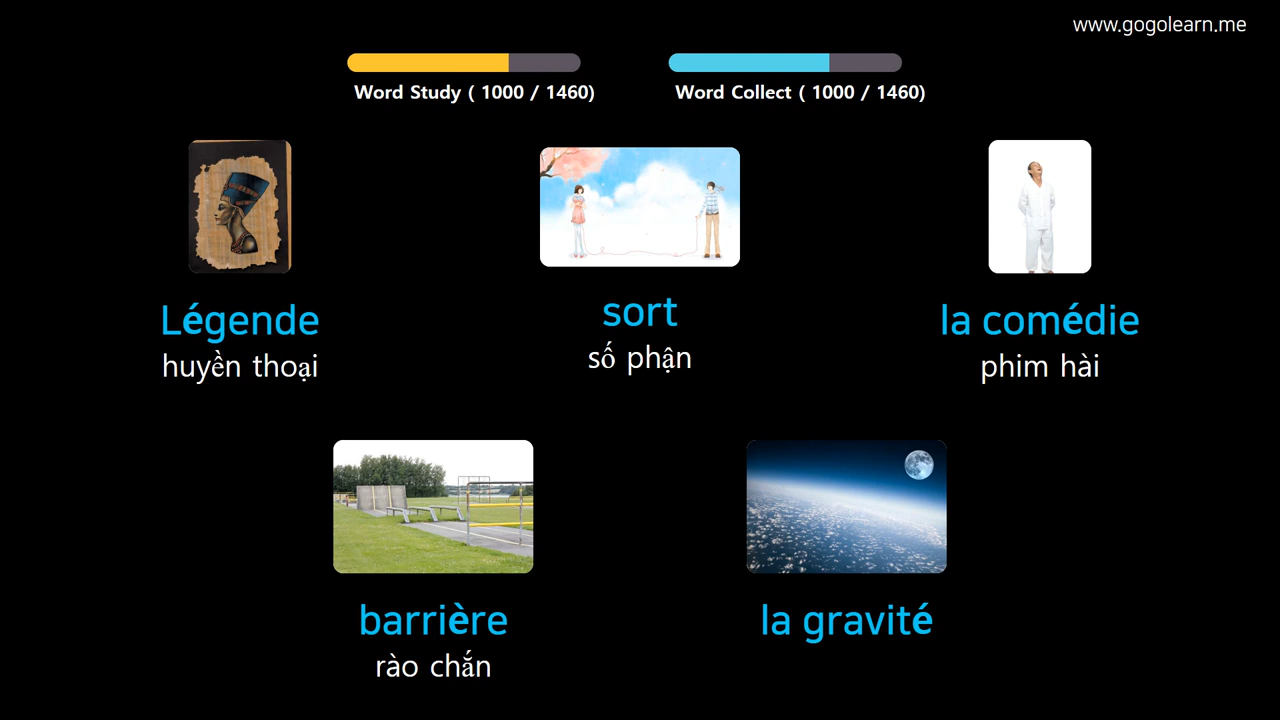 www.gogolearn.me
Word Study ( 1000 / 1460)
Word Collect ( 1000 / 1460)
Légende
huyền thoại
sort
số phận
la comédie
phim hài
barrière
rào chắn
la gravité